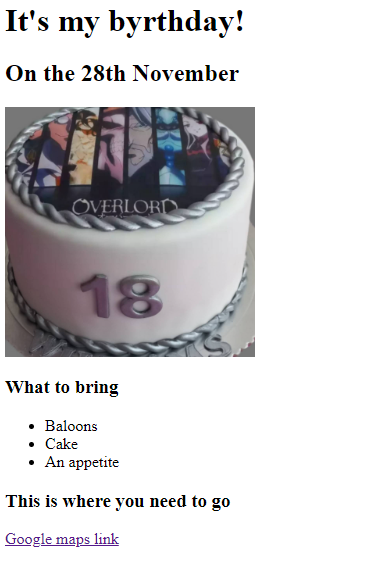 It's my byrthday!
On the 28th November
OVERLORD
18
What to bring
Baloons
Cake
An appetite
This is where you need to go
Google maps link